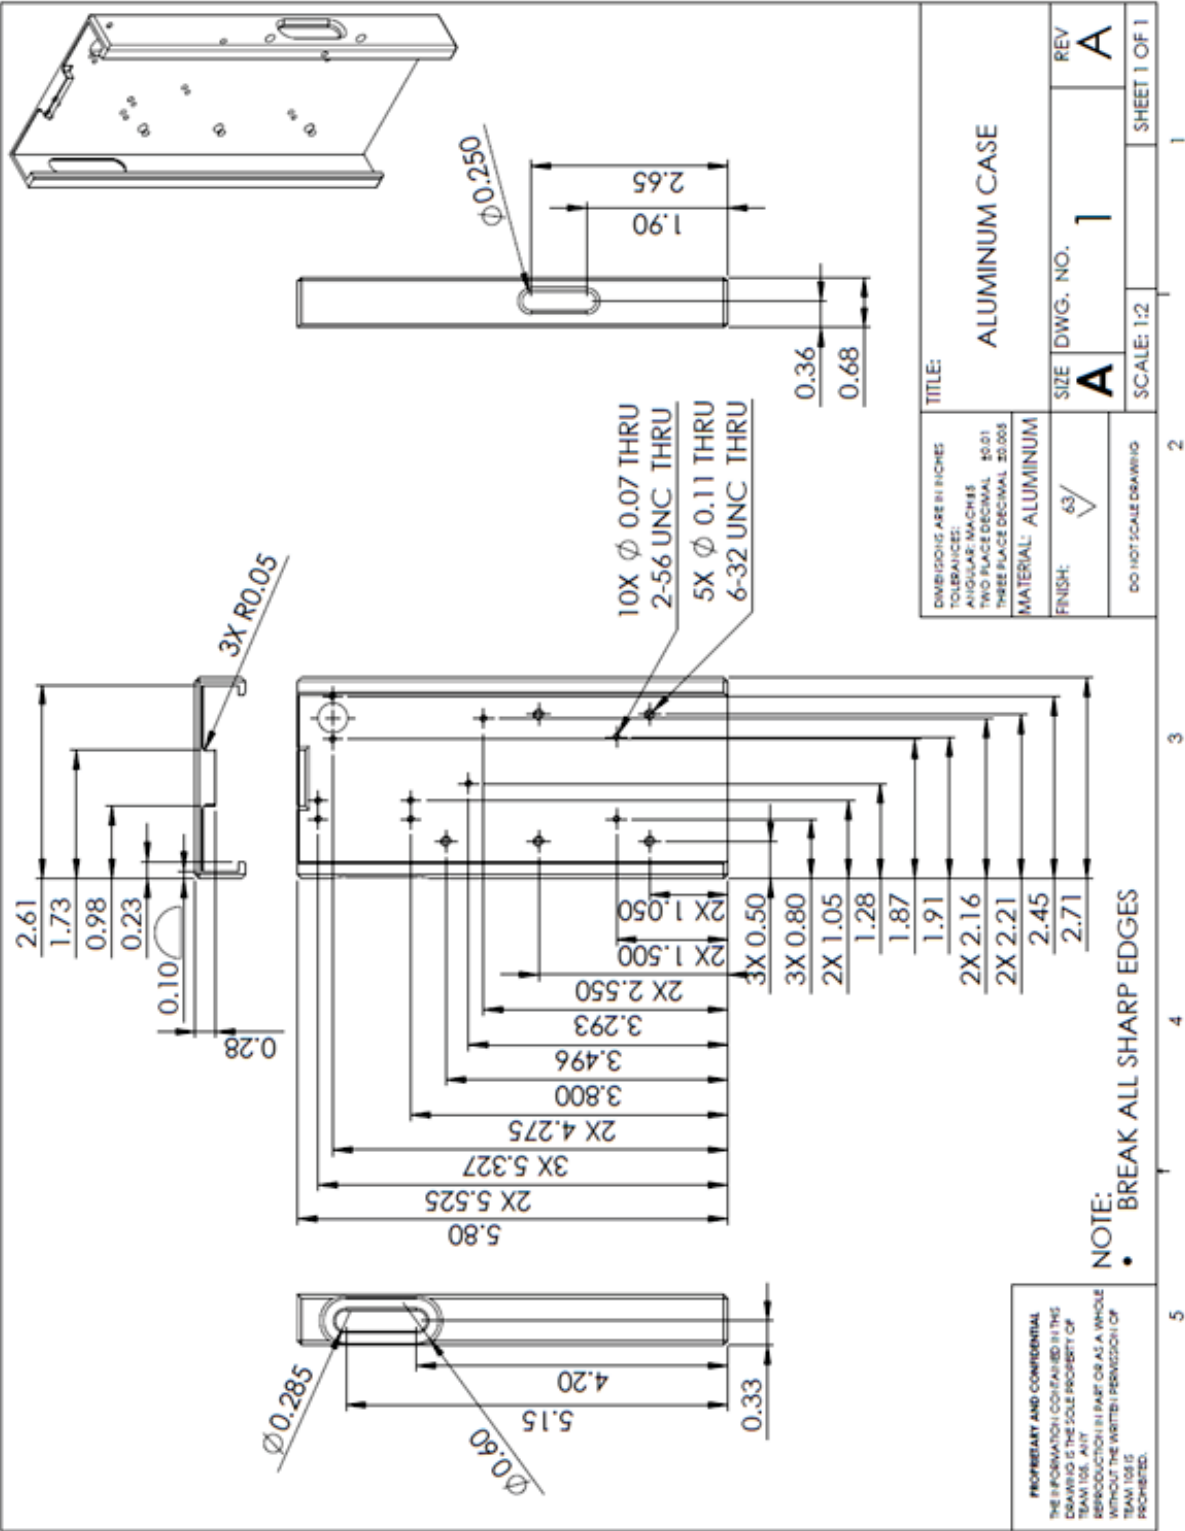 2.61
1.73
0.98
0.23
0.10
0.28
3X R0.05
Ø0.250
2.65
1.90
0.36
0.68
10X Ø 0.07 THRU
2-56 UNC THRU
5X Ø 0.11 THRU
6-32 UNC THRU
2X 1.050
2X 1.500
2X 2.550
3.293
3.496
3.800
2X 4.275
3X 5.327
2X 5.525
5.80
3X 0.50
3X 0.80
2X 1.05
1.28
1.87
1.91
2X 2.16
2X 2.21
2.45
2.71
Ø0.285
Ø0.60
4.20
5.15
0.33
NOTE:
• BREAK ALL SHARP EDGES
PROPRIETARY AND CONFIDENTIAL
THE INFORMATION CONTAINED IN THIS
DRAWING IS THE SOLE PROPERTY OF
TEAM 108. ANY
REPRODUCTION IN PART OR AS A WHOLE
WITHOUT THE WRITTEN PERMISSION OF
TEAM 108 IS
PROHIBITED.
DIMENSIONS ARE IN INCHES
TOLERANCES:
ANGULAR: MACH±5
TWO PLACE DECIMAL ±0.01
THREE PLACE DECIMAL ±0.005
MATERIAL: ALUMINUM
FINISH: 63
DO NOT SCALE DRAWING
TITLE:
ALUMINUM CASE
SIZE
A
DWG. NO.
1
REV
A
SCALE: 1:2
SHEET 1 OF 1
5
4
3
2
1